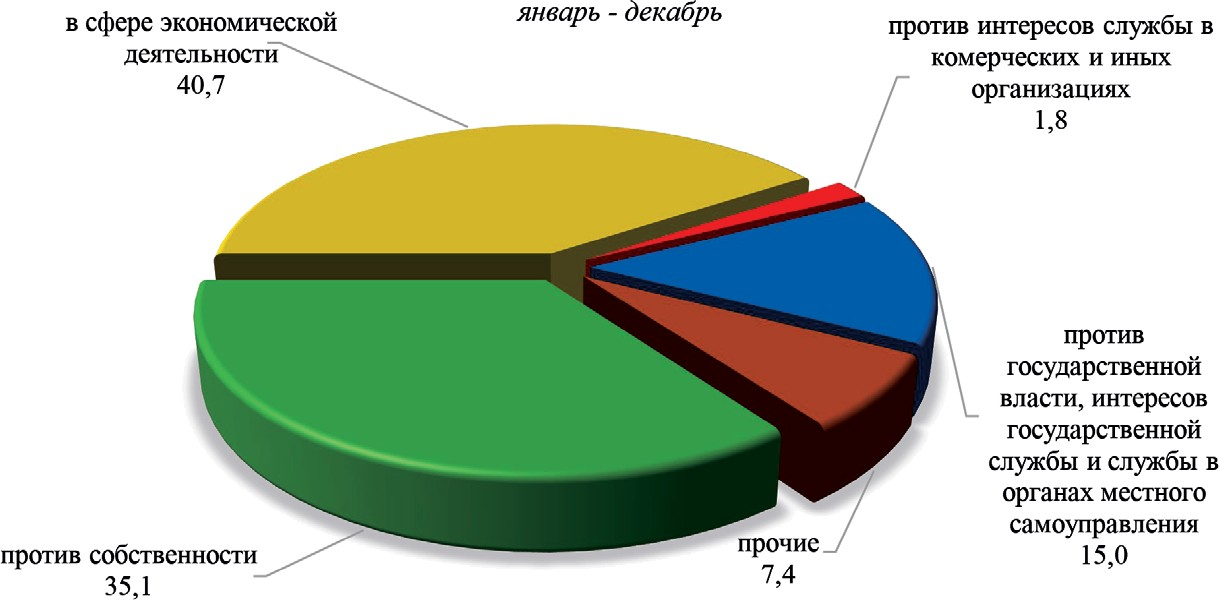 январь - декабрь
в сфере экономической
деятельности
40,7
против интересов службы в
комерческих и иных
организациях
1,8
против
государственной
власти, интересов
государственной
службы и службы в
органах местного
самоуправления
15,0
прочие
7,4
против собственности
35,1